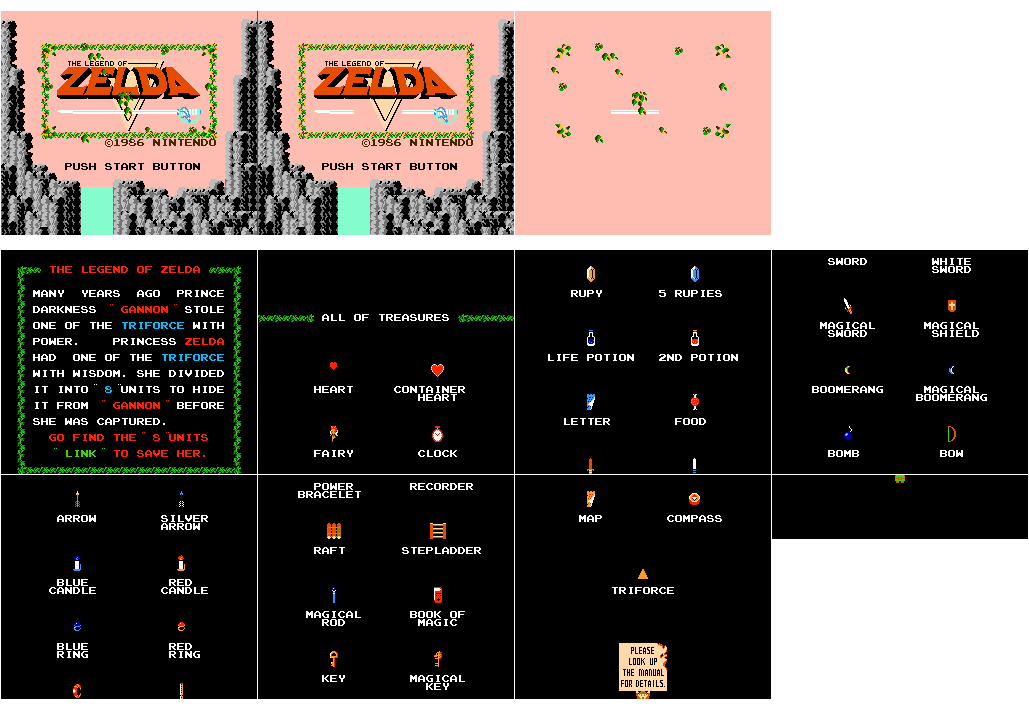 THE LEGEND OF
ZELDA
©1986 NINTENDO
PUSH START BUTTON
THE LEGEND OF
ZELDA
©1986 NINTENDO
PUSH START BUTTON
THE LEGEND OF ZELDA
MANY YEARS AGO PRINCE
DARKNESS "GANNON" STOLE
ONE OF THE TRIFORCE WITH
POWER. PRINCESS ZELDA
HAD ONE OF THE TRIFORCE
WITH WISDOM. SHE DIVIDED
IT INTO "8"UNITS TO HIDE
IT FROM "GANNON" BEFORE
SHE WAS CAPTURED.
GO FIND THE "8"UNITS
"LINK" TO SAVE HER.
ALL OF TREASURES
HEART
CONTAINER
HEART
FAIRY
CLOCK
RUPY
5 RUPIES
LIFE POTION
2ND POTION
LETTER
FOOD
SWORD
WHITE
SWORD
MAGICAL
SWORD
MAGICAL
SHIELD
BOOMERANG
MAGICAL
BOOMERANG
BOMB
BOW
ARROW
SILVER
ARROW
BLUE
CANDLE
RED
CANDLE
BLUE
RING
RED
RING
POWER
BRACELET
RECORDER
RAFT
STEPLADDER
MAGICAL
ROD
BOOK OF
MAGIC
KEY
MAGICAL
KEY
MAP
COMPASS
TRIFORCE
PLEASE
LOOK UP
THE MANUAL
FOR DETAILS.